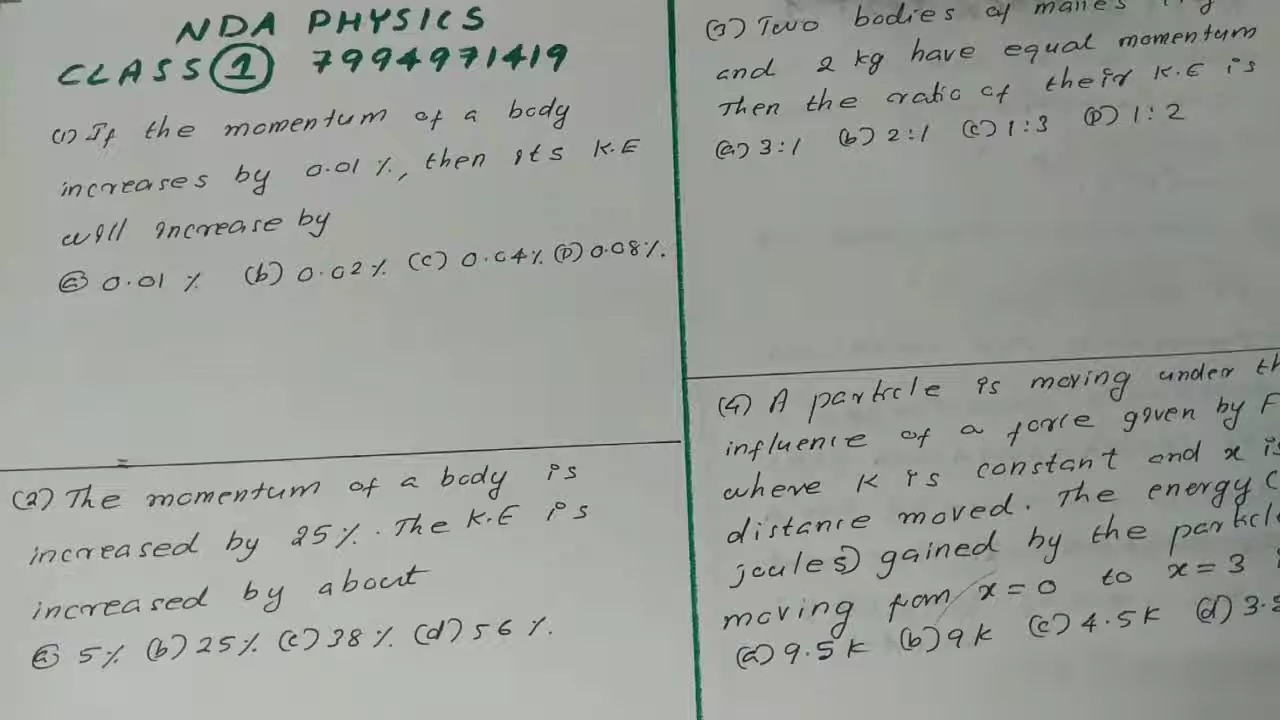 NDA PHYSICS
CLASS 1 7994971419
(1) If the momentum of a body
increases by 0.01 %, then its K.E
will increase by
(a) 0.01 % (b) 0.02 % (c) 0.04 % (D) 0.08 %.
(2) The momentum of a body is
increased by 25 %. The K.E is
increased by about
(a) 5 % (b) 25 % (c) 38 % (d) 56 %.
(3) Two bodies of
and 2 kg have equal momentum
Then the ratio of their K.E is
(a) 3:1 (b) 2:1 (c) 1:3 (D) 1:2
(4) A particle is moving under
influence of a force given by F
where K is constant and x is
distance moved. The energy (
joules) gained by the
moving from x = 0 to x = 3
(a) 9.5 K (b) 9 K (c) 4.5 K (d)